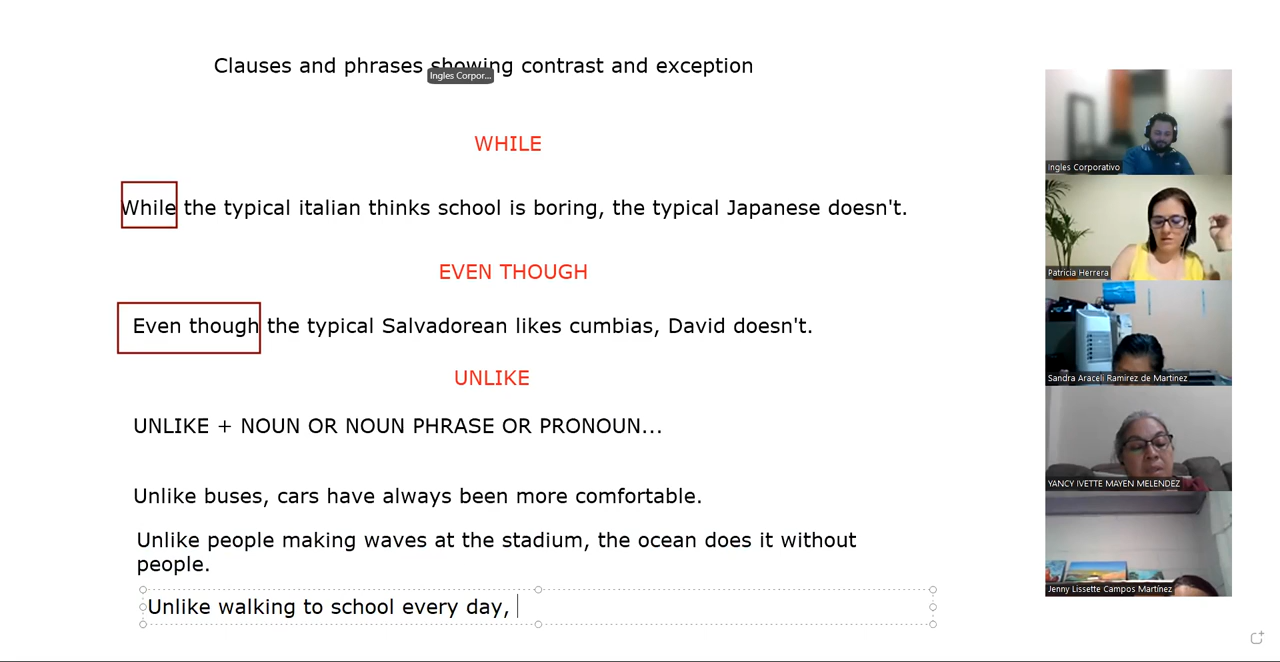 Clauses and phrases showing contrast and exception
Ingles Corpor...
WHILE
While the typical italian thinks school is boring, the typical Japanese doesn't.
EVEN THOUGH
Even though the typical Salvadorean likes cumbias, David doesn't.
UNLIKE
UNLIKE + NOUN OR NOUN PHRASE OR PRONOUN...
Unlike buses, cars have always been more comfortable.
Unlike people making waves at the stadium, the ocean does it without
people.
Unlike walking to school every day,
Ingles Corporativo
Patricia Herrera
Sandra Araceli Ramirez de Martinez
YANCY IVETTE MAYEN MELENDEZ
Jenny Lissette Campos Martínez